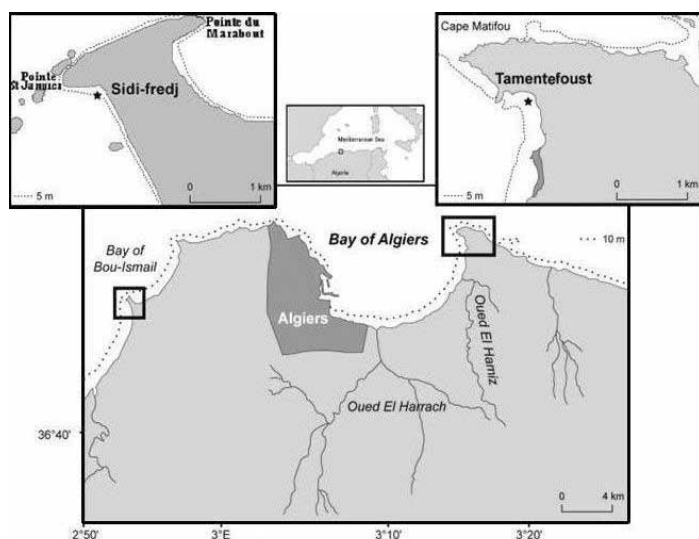 Pointe du
Marabout
Pointe
St Janvica
Sidi-fredj
5 m
0 1 km
Mediterranean Sea
Algeria
Cape Matifou
Tamentefoust
5 m
0 1 km
Bay of
Bou-Ismail
Bay of Algiers
10 m
Algiers
Oued El Hamiz
Oued El Harrach
36°40'
0 4 km
2°50' 3°E 3°10' 3°20'